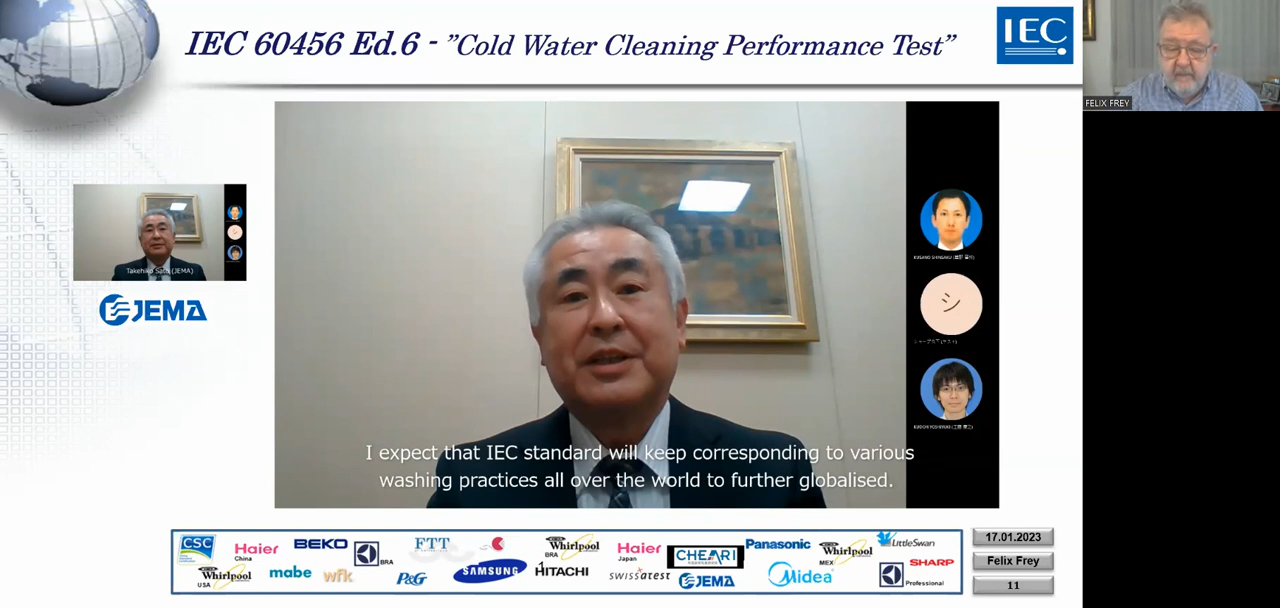 IEC 60456 Ed.6 - "Cold Water Cleaning Performance Test"
IEC
FELIX FREY
Takehiko Sato (JEMA)
JEMA
シ
I expect that IEC standard will keep corresponding to various
washing practices all over the world to further globalised.
CSC
Haier
China
BEKO
BRA
FTT
Whirlpool
BRA
Haier
Japan
CHEARI
Panasonic
Whirlpool
MEX
LittleSwan
SHARP
Whirlpool
USA
mabe
wfk
P&G
SAMSUNG
HITACHI
swissatest
JEMA
Midea
Professional
17.01.2023
Felix Frey
11